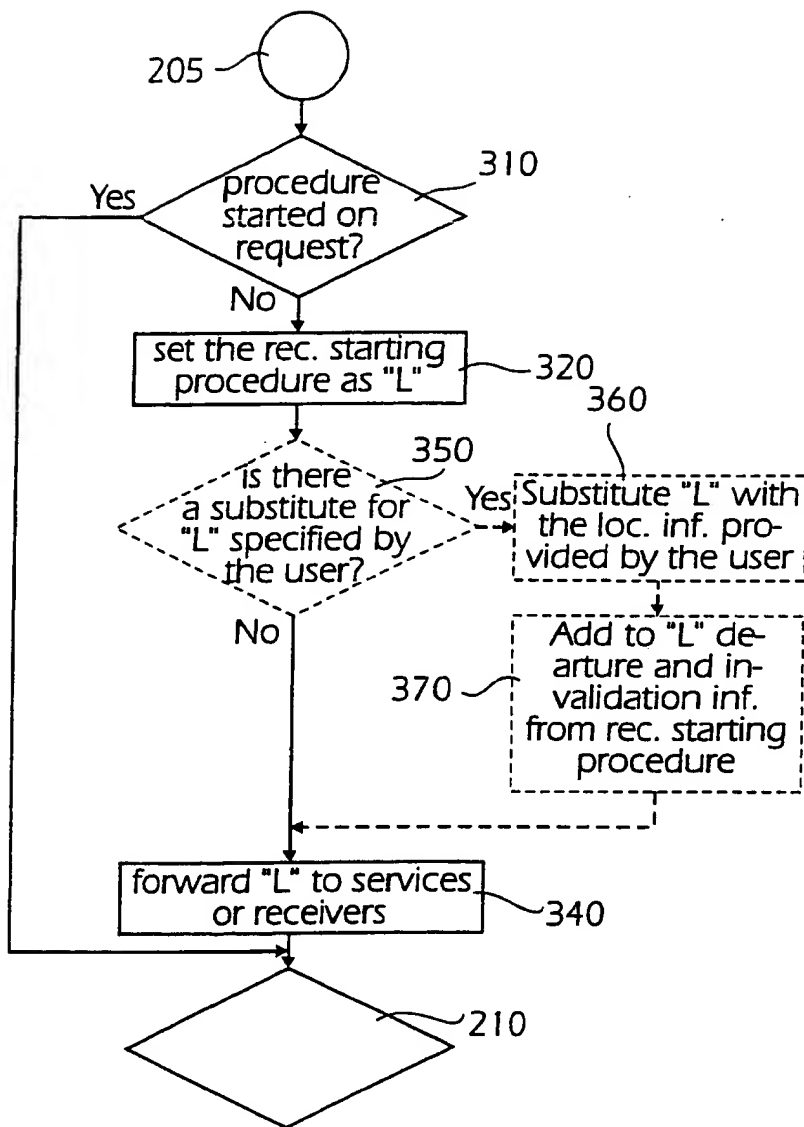 205
310
Yes
procedure
started on
request?
No
set the rec. starting
procedure as "L"
320
360
350
is there
a substitute for
"L" specified by
the user?
Yes
Substitute "L" with
the loc. inf. pro-
vided by the user
No
370
Add to "L" de-
arture and in-
validation inf.
from rec. starting
procedure
forward "L" to services
or receivers
340
210